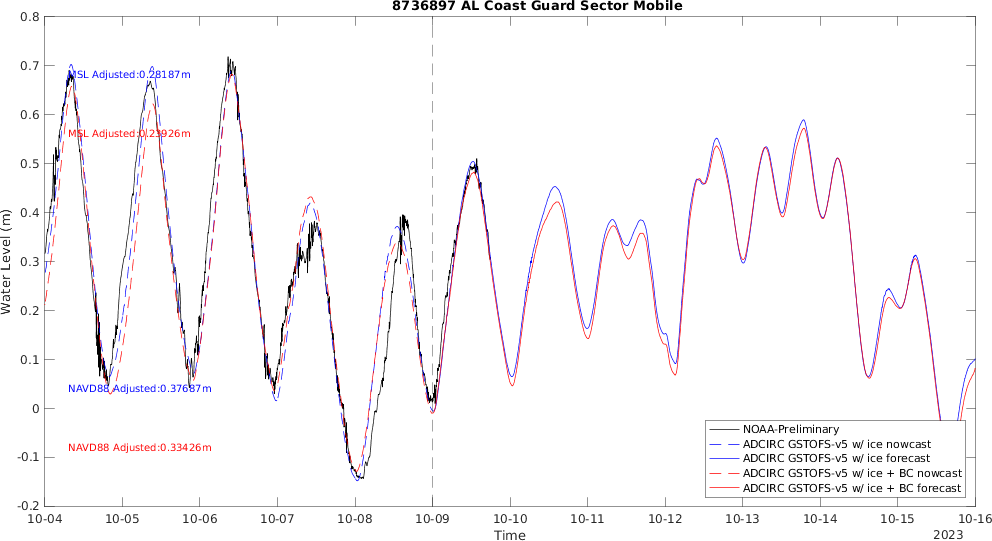 8736897 AL Coast Guard Sector Mobile
0.8
0.7
0.6
0.5
0.4
0.3
0.2
0.1
0
-0.1
-0.2
Water Level (m)
MSL Adjusted:0.28187m
MSL Adjusted:0.23926m
NAVD88 Adjusted:0.37687m
NAVD88 Adjusted:0.33426m
NOAA-Preliminary
ADCIRC GSTOFS-v5 w/ ice nowcast
ADCIRC GSTOFS-v5 w/ ice forecast
ADCIRC GSTOFS-v5 w/ ice + BC nowcast
ADCIRC GSTOFS-v5 w/ ice + BC forecast
10-04 10-05 10-06 10-07 10-08 10-09 10-10 10-11 10-12 10-13 10-14 10-15 10-16
Time
2023